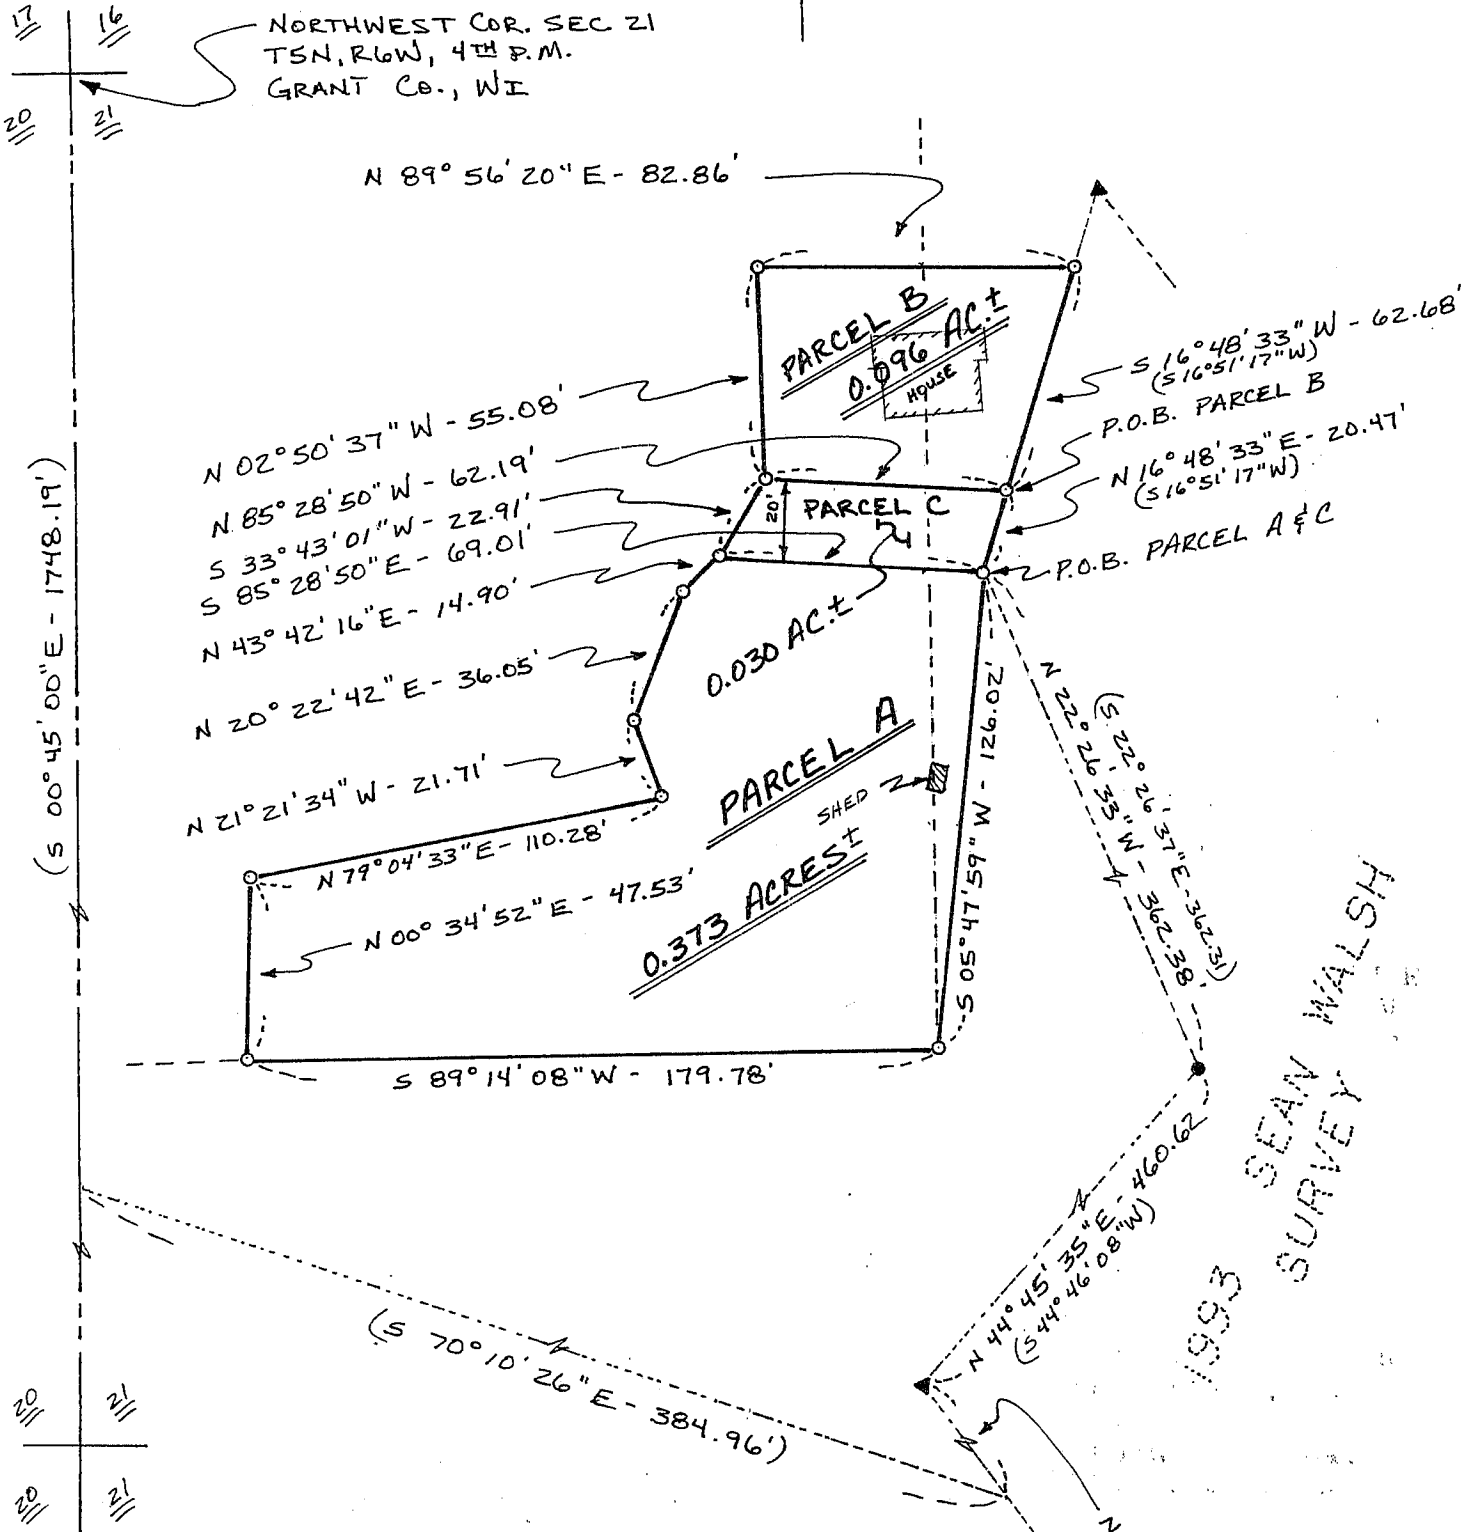 17 16
NORTHWEST COR. SEC 21
T5N, R6W, 4TH P.M.
GRANT CO., WI
20 21
N 89° 56' 20" E - 82.86'
PARCEL B
0.096 AC.±
HOUSE
S 16° 48' 33" W - 62.68'
(S 16° 51' 17" W)
P.O.B. PARCEL B
N 16° 48' 33" E - 20.47'
(S 16° 51' 17" W)
P.O.B. PARCEL A & C
N 02° 50' 37" W - 55.08'
N 85° 28' 50" W - 62.19'
S 33° 43' 01" W - 22.91'
S 85° 28' 50" E - 69.01'
N 43° 42' 16" E - 14.90'
N 20° 22' 42" E - 36.05'
N 21° 21' 34" W - 21.71'
20'
PARCEL C
0.030 AC.±
(S 00° 45' 00" E - 1748.19')
PARCEL A
SHED
0.373 ACRES±
N 79° 04' 33" E - 110.28'
N 00° 34' 52" E - 47.53'
S 05° 47' 59" W - 126.02'
(S 22° 26' 37" E - 362.31)
N 22° 26' 33" W - 362.38'
S 89° 14' 08" W - 179.78'
1993 SEAN WALSH
SURVEY
N 44° 45' 35" E - 460.62
(S 44° 46' 08" W)
(S 70° 10' 26" E - 384.96')
20 21
20 21
N